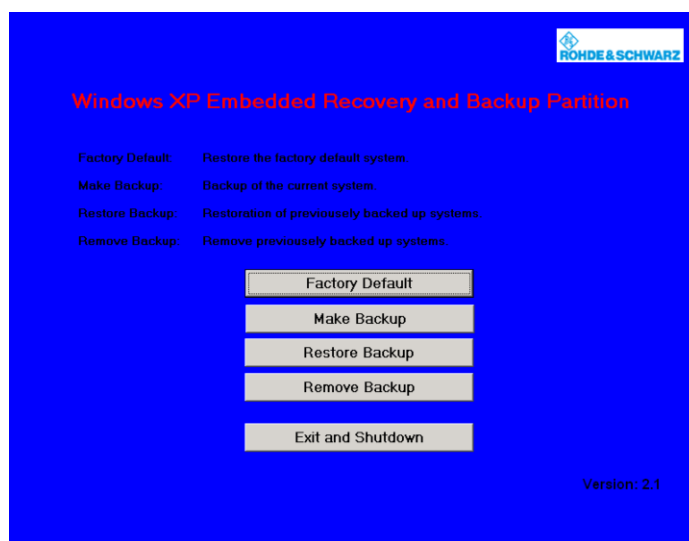 ROHDE & SCHWARZ
Windows XP Embedded Recovery and Backup Partition
Factory Default: Restore the factory default system.
Make Backup: Backup of the current system.
Restore Backup: Restoration of previousely backed up systems.
Remove Backup: Remove previousely backed up systems.
Factory Default
Make Backup
Restore Backup
Remove Backup
Exit and Shutdown
Version: 2.1